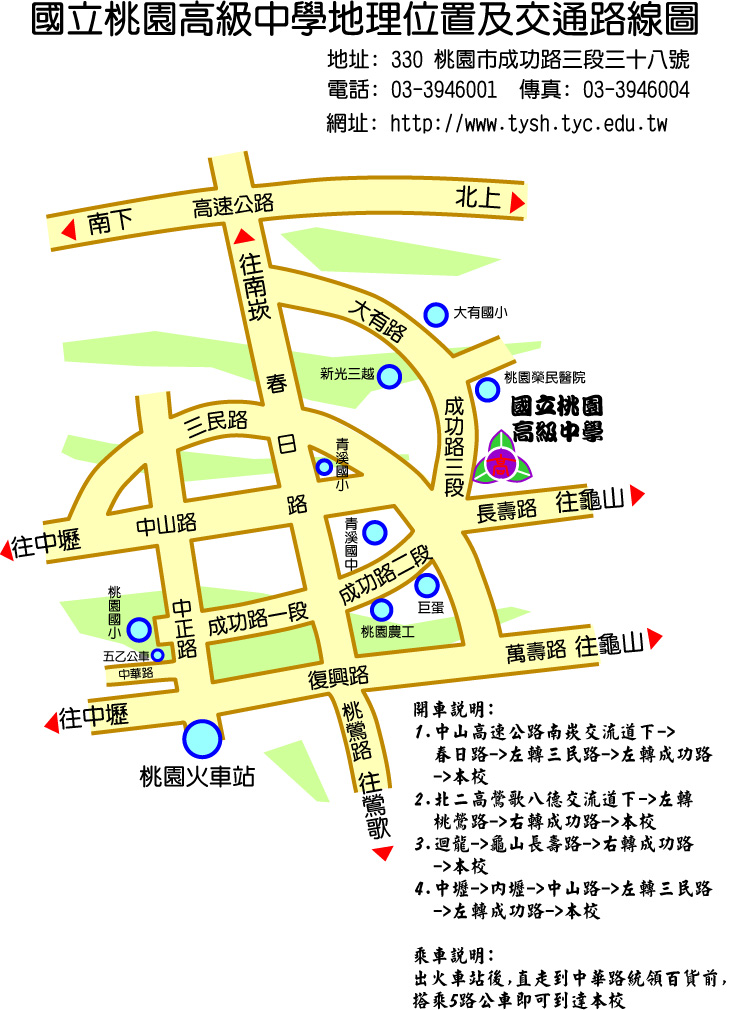 國立桃園高級中學地理位置及交通路線圖
地址: 330 桃園市成功路三段三十八號
電話: 03-3946001 傳真: 03-3946004
網址: http://www.tysh.tyc.edu.tw
南下
高速公路
北上
往南崁
大有路
大有國小
新光三越
桃園榮民醫院
春日路
三民路
成功路三段
國立桃園
高級中學
高
青溪國小
長壽路
往龜山
往中壢
中山路
青溪國中
成功路二段
巨蛋
桃園國小
中正路
成功路一段
桃園農工
五乙公車
中華路
萬壽路
往龜山
復興路
往中壢
桃鶯路
往鶯歌
桃園火車站
開車説明:
1.中山高速公路南崁交流道下->
春日路->左轉三民路->左轉成功路
->本校
2.北二高鶯歌八德交流道下->左轉
桃鶯路->右轉成功路->本校
3.迴龍->龜山長壽路->右轉成功路
->本校
4.中壢->內壢->中山路->左轉三民路
->左轉成功路->本校
乘車説明:
出火車站後,直走到中華路統領百貨前,
搭乘5路公車即可到達本校